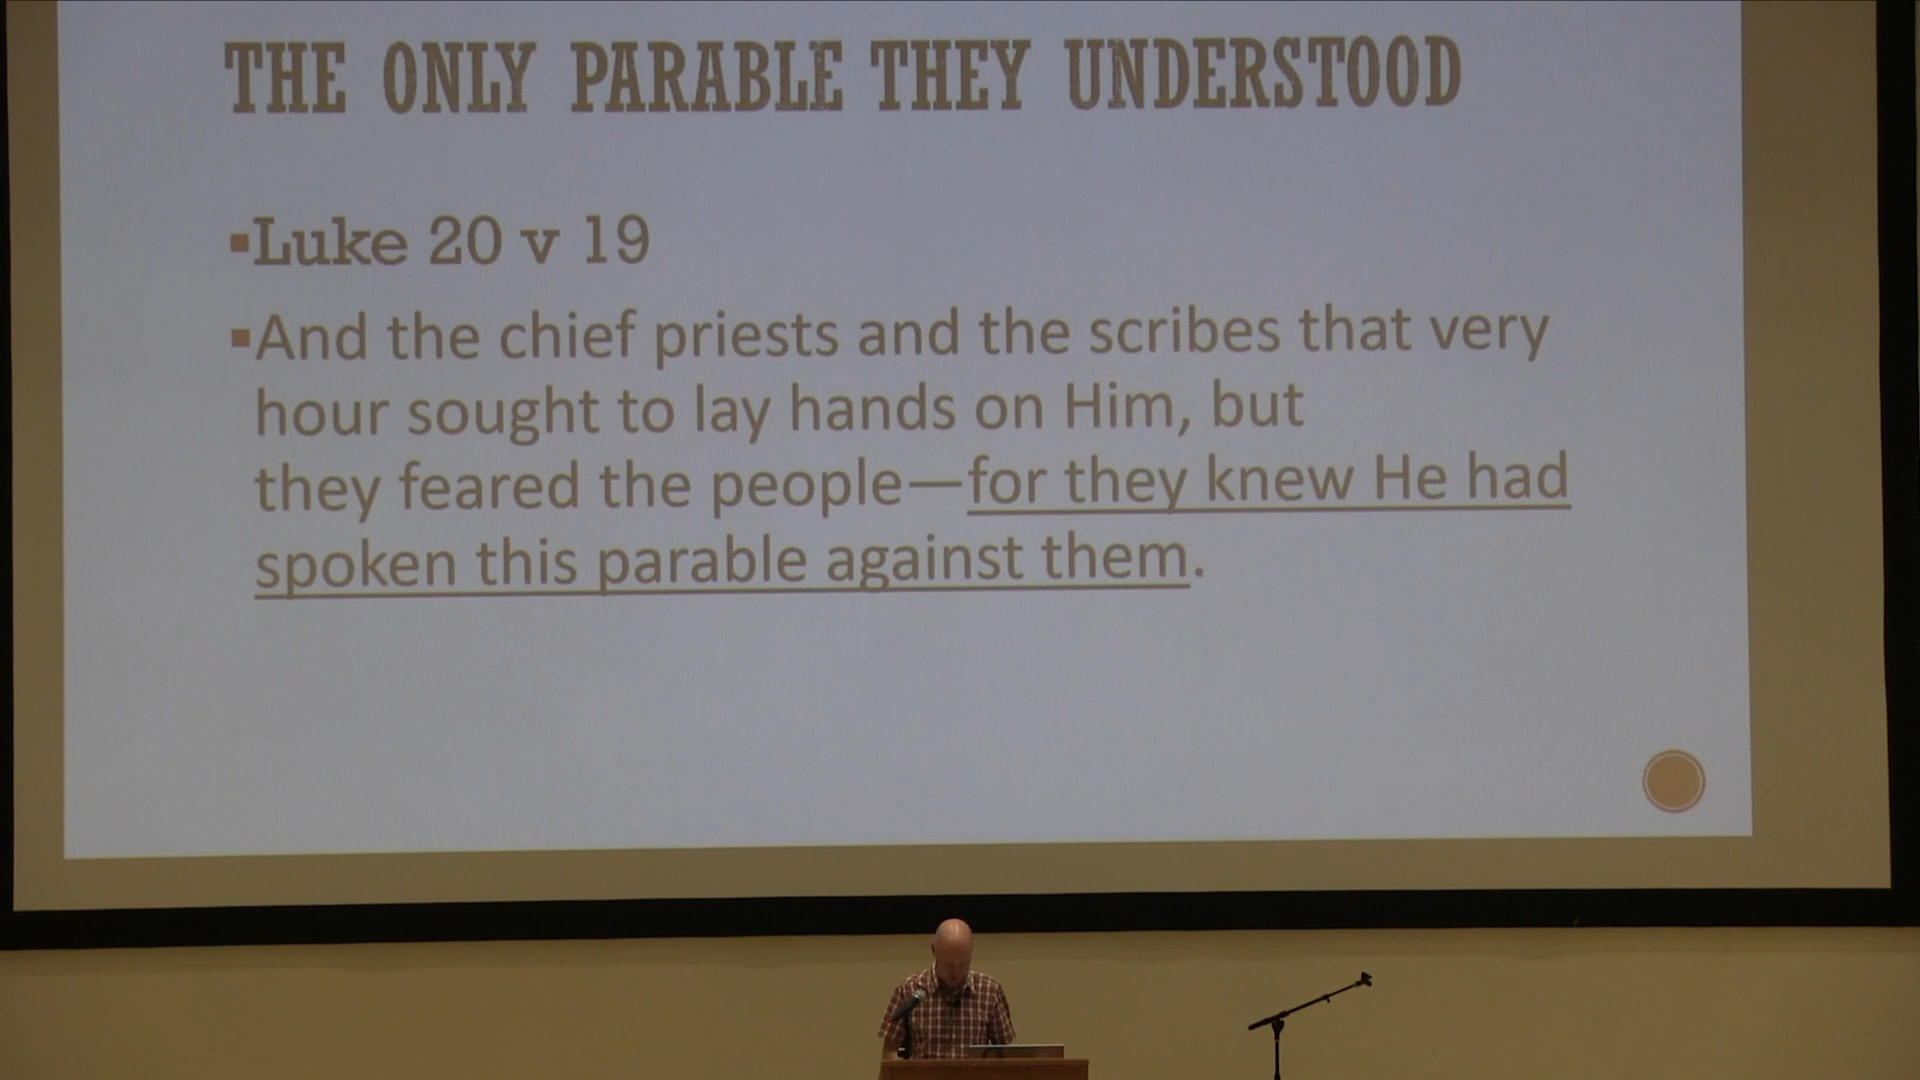 THE ONLY PARABLE THEY UNDERSTOOD
▪Luke 20 v 19
▪And the chief priests and the scribes that very
hour sought to lay hands on Him, but
they feared the people—for they knew He had
spoken this parable against them.